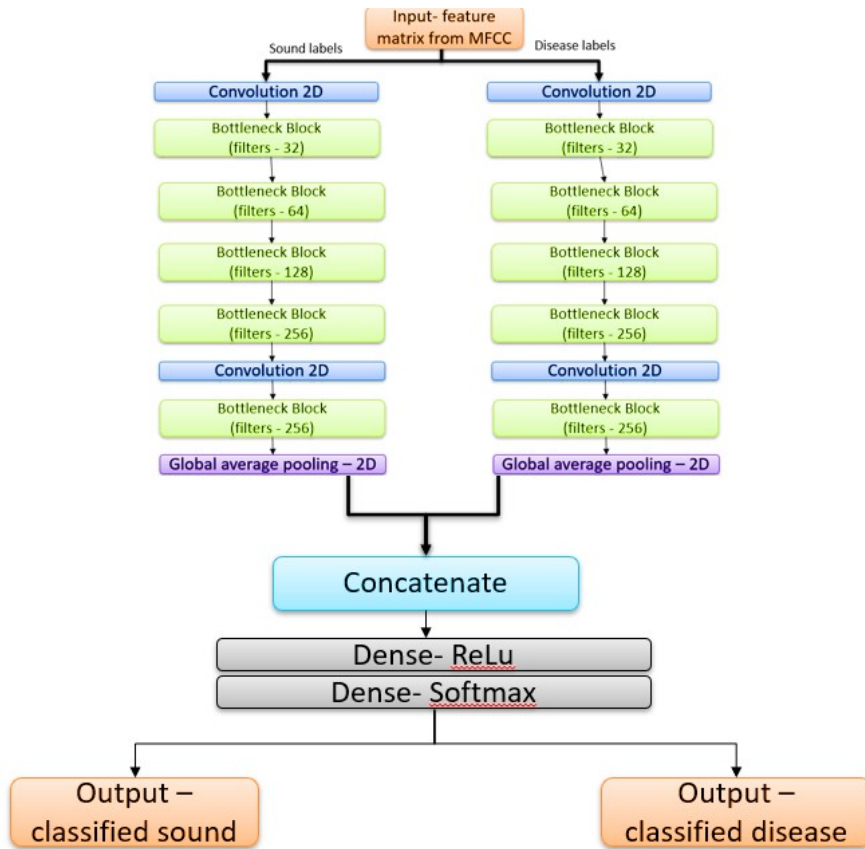 Input- feature
matrix from MFCC
Sound labels
Disease labels
Convolution 2D
Bottleneck Block
(filters - 32)
Bottleneck Block
(filters - 64)
Bottleneck Block
(filters - 128)
Bottleneck Block
(filters - 256)
Convolution 2D
Bottleneck Block
(filters - 256)
Global average pooling – 2D
Convolution 2D
Bottleneck Block
(filters - 32)
Bottleneck Block
(filters - 64)
Bottleneck Block
(filters - 128)
Bottleneck Block
(filters - 256)
Convolution 2D
Bottleneck Block
(filters - 256)
Global average pooling – 2D
Concatenate
Dense- ReLu
Dense- Softmax
Output –
classified sound
Output –
classified disease